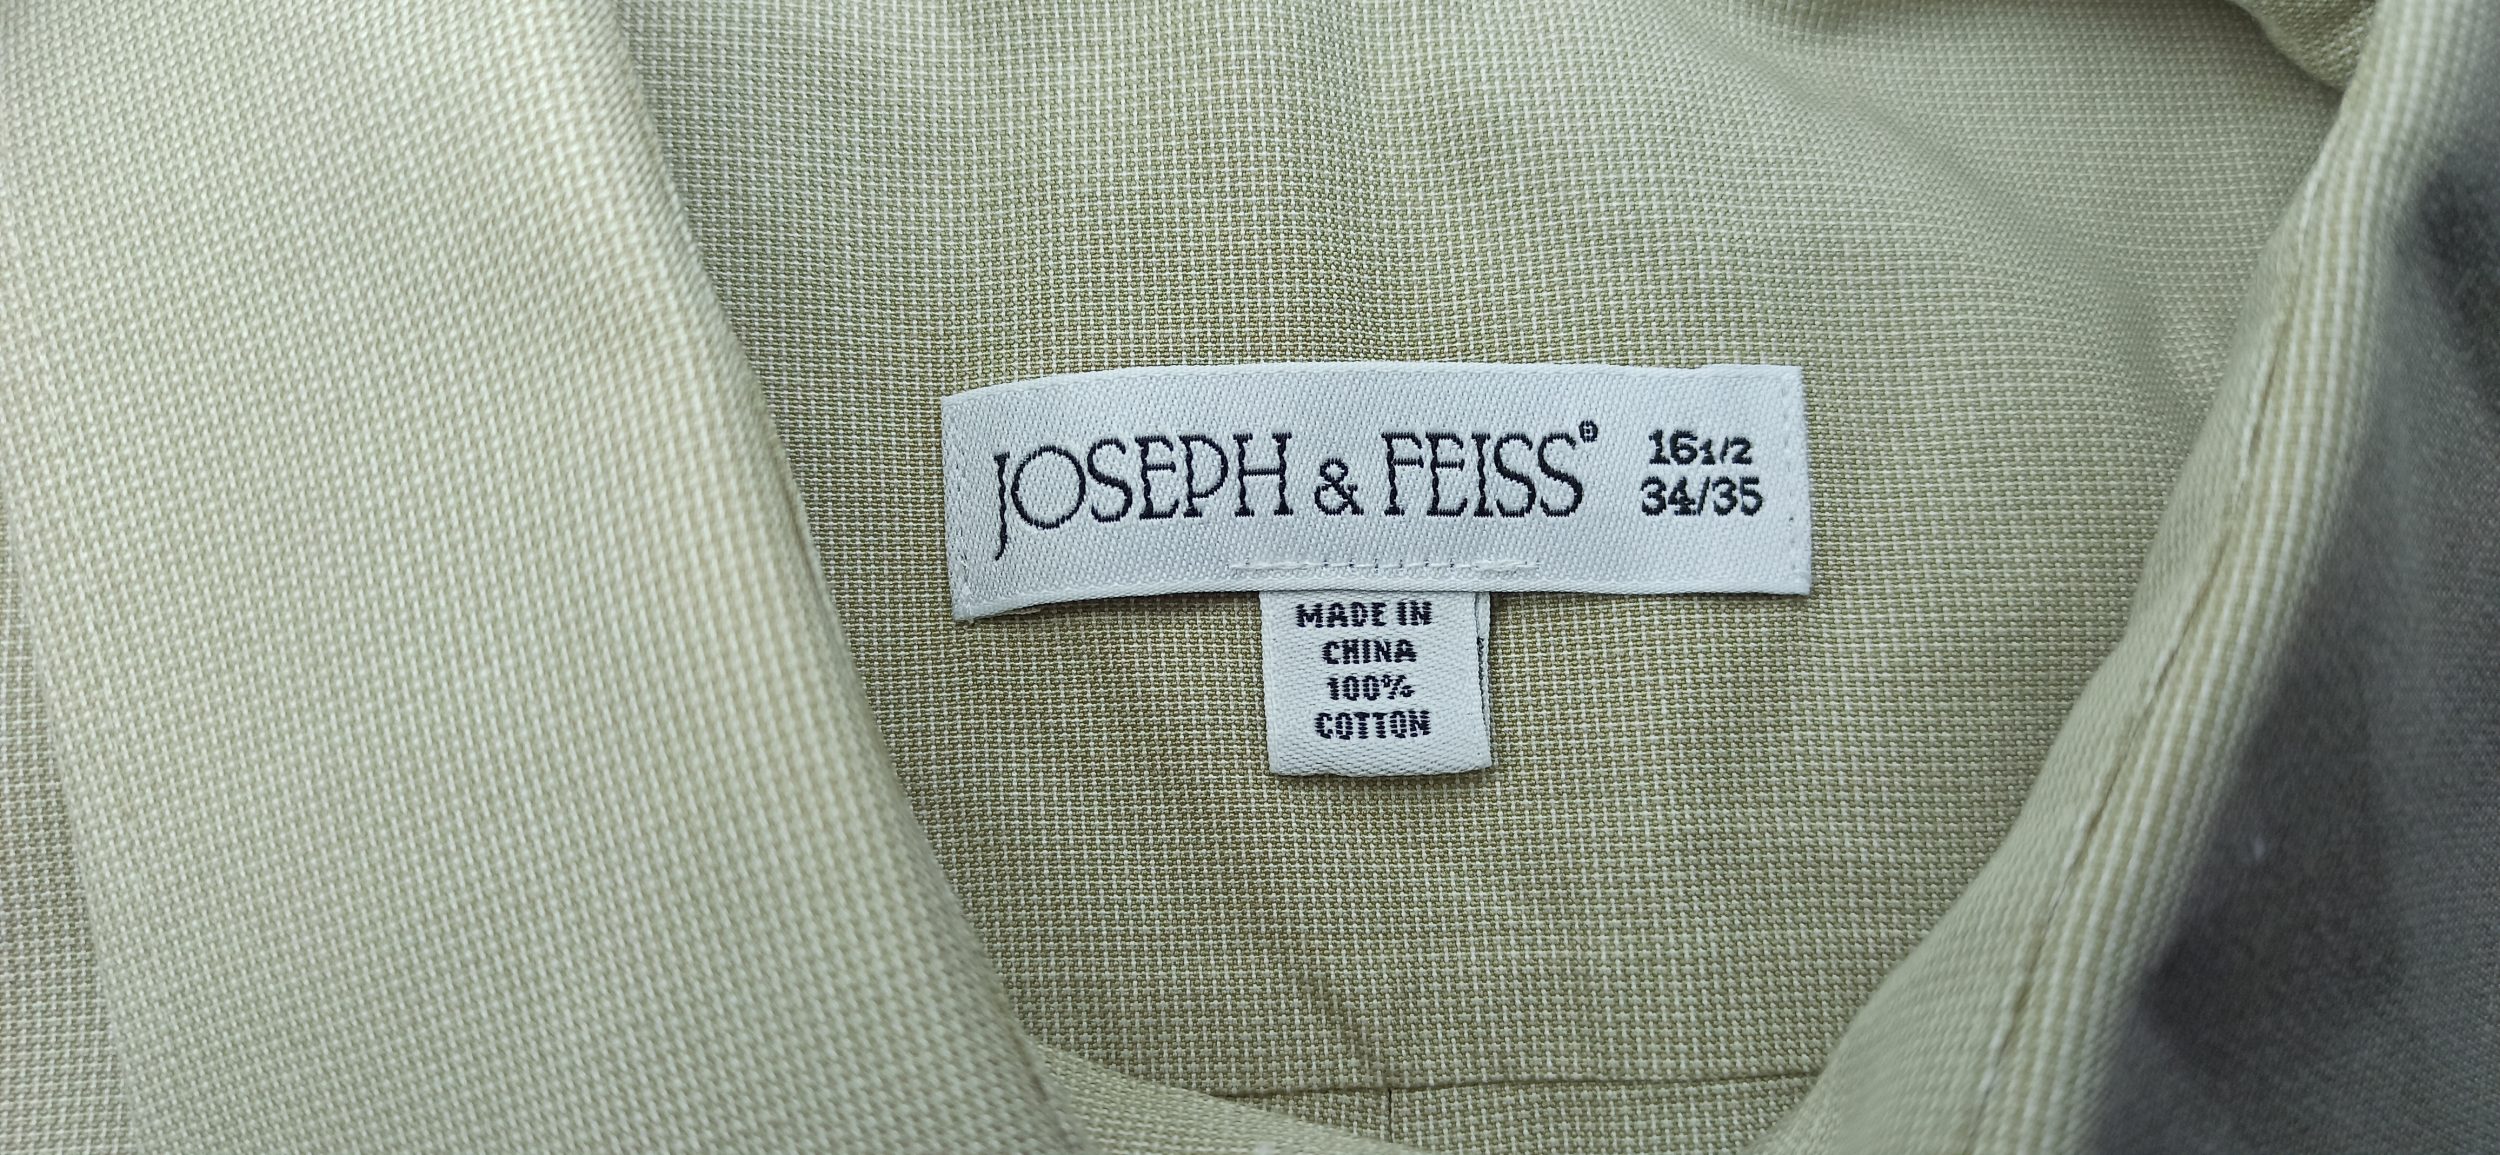 JOSEPH & FEISS®
16 1/2
34/35
MADE IN
CHINA
100%
COTTON